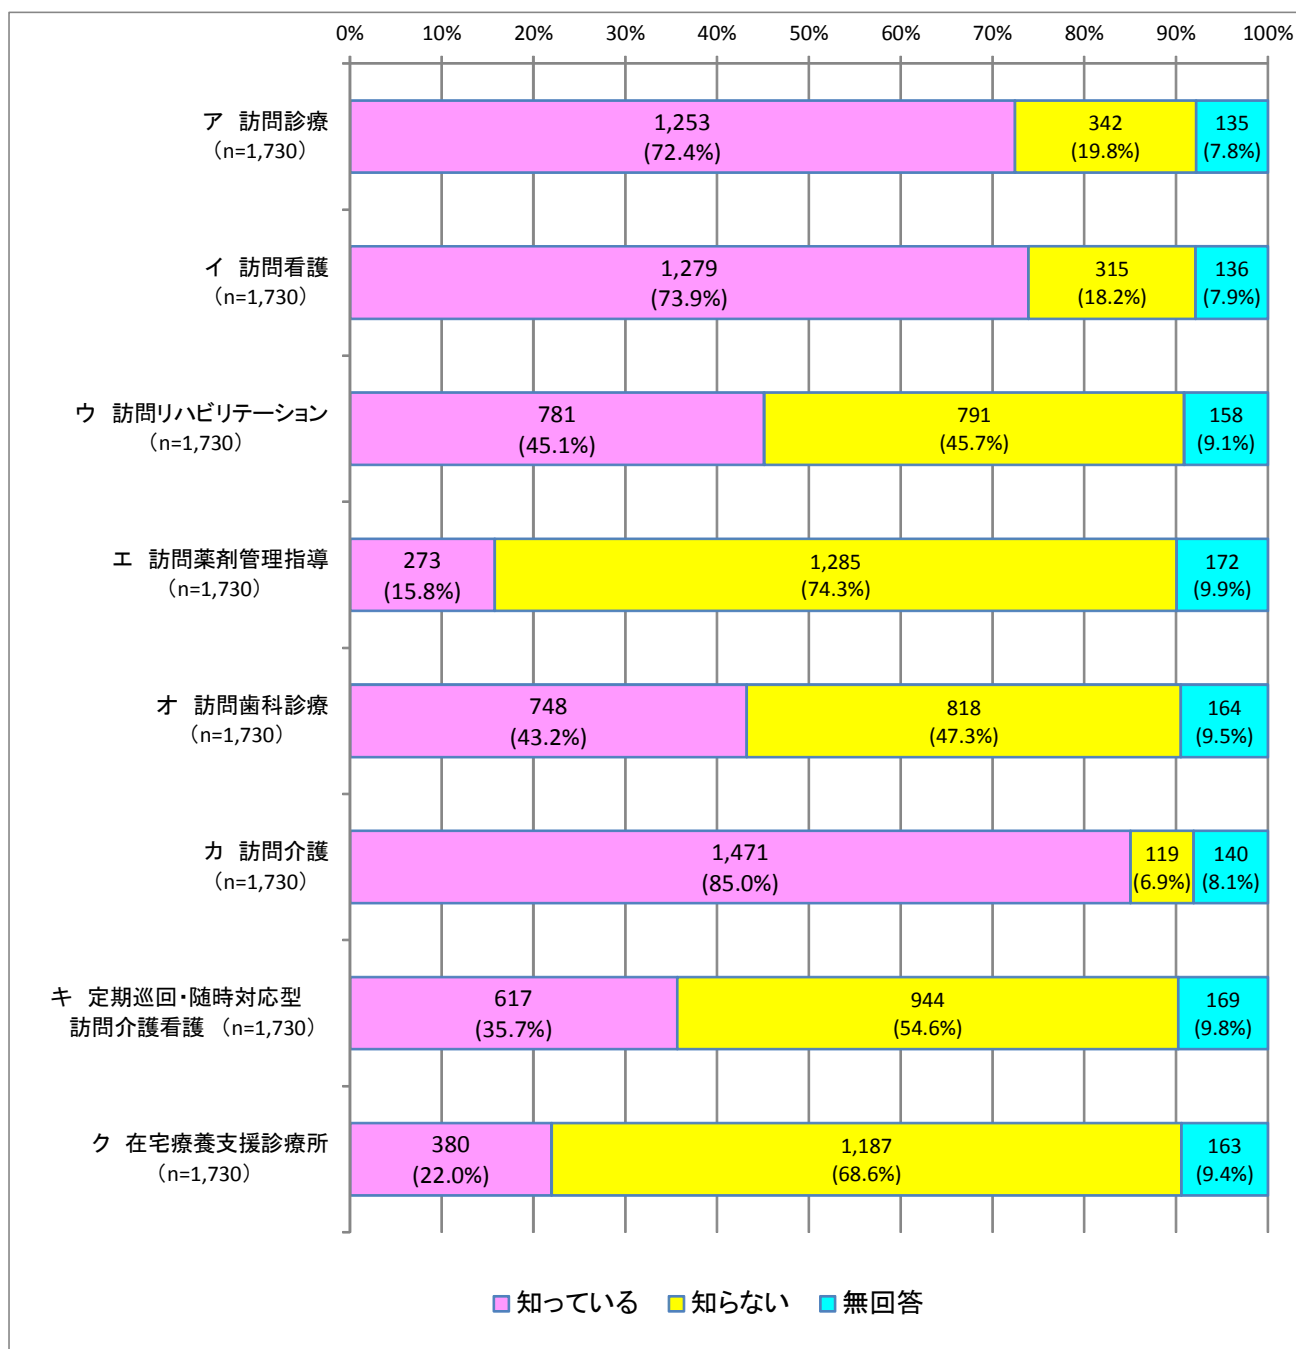 0% 10% 20% 30% 40% 50% 60% 70% 80% 90% 100%
ア 訪問診療
（n=1,730）
1,253
(72.4%)
342
(19.8%)
135
(7.8%)
イ 訪問看護
（n=1,730）
1,279
(73.9%)
315
(18.2%)
136
(7.9%)
ウ 訪問リハビリテーション
（n=1,730）
781
(45.1%)
791
(45.7%)
158
(9.1%)
エ 訪問薬剤管理指導
（n=1,730）
273
(15.8%)
1,285
(74.3%)
172
(9.9%)
オ 訪問歯科診療
（n=1,730）
748
(43.2%)
818
(47.3%)
164
(9.5%)
カ 訪問介護
（n=1,730）
1,471
(85.0%)
119
(6.9%)
140
(8.1%)
キ 定期巡回・随時対応型
訪問介護看護 （n=1,730）
617
(35.7%)
944
(54.6%)
169
(9.8%)
ク 在宅療養支援診療所
（n=1,730）
380
(22.0%)
1,187
(68.6%)
163
(9.4%)
知っている 知らない 無回答